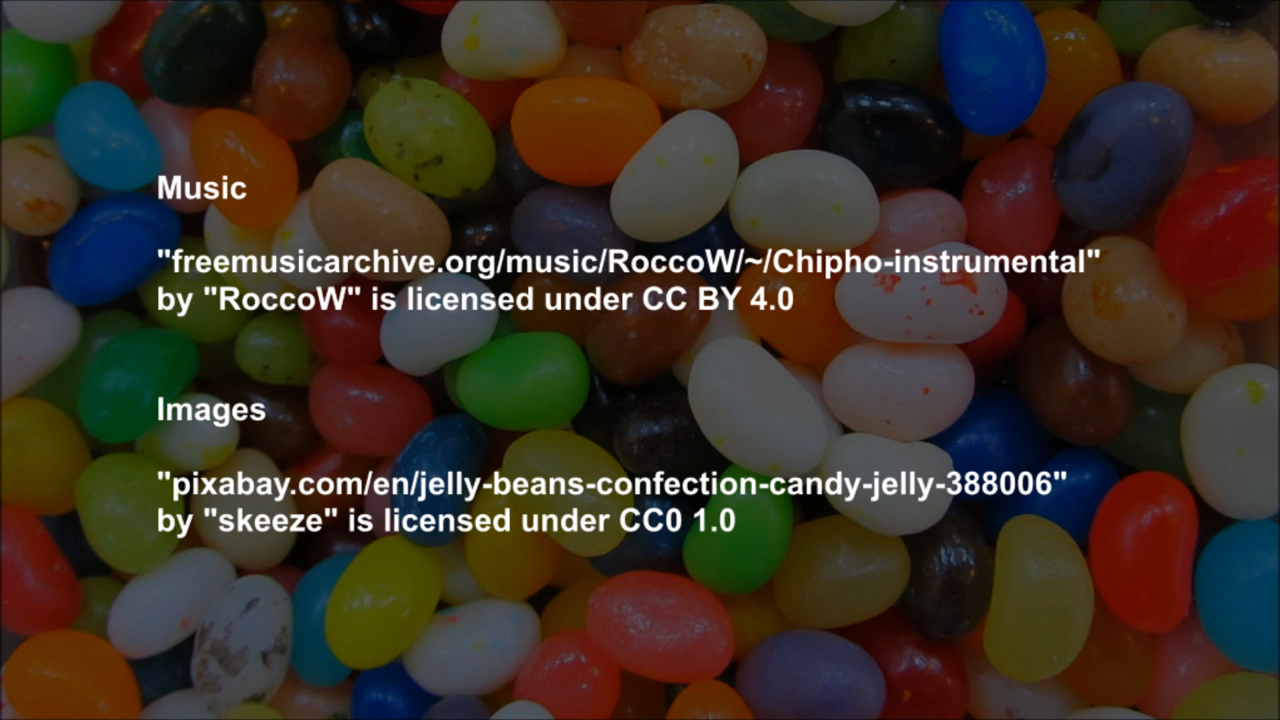 Music
"freemusicarchive.org/music/RoccoW/~/Chipho-instrumental"
by "RoccoW" is licensed under CC BY 4.0
Images
"pixabay.com/en/jelly-beans-confection-candy-jelly-388006"
by "skeeze" is licensed under CC0 1.0